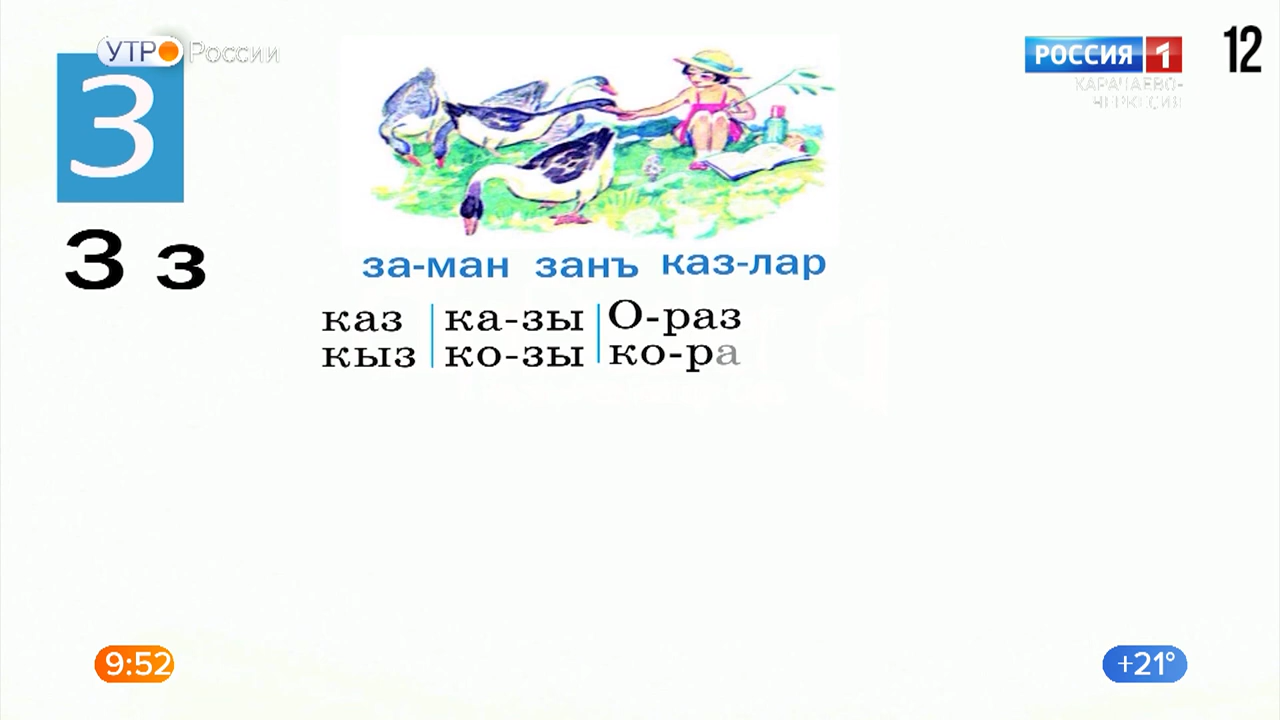 УТРО России
РОССИЯ 1
КАРАЧАЕВО-
ЧЕРКЕСИЯ
12
З
З з
за-ман занъ каз-лар
каз ка-зы О-раз
кыз ко-зы ко-ра
9:52
+21°